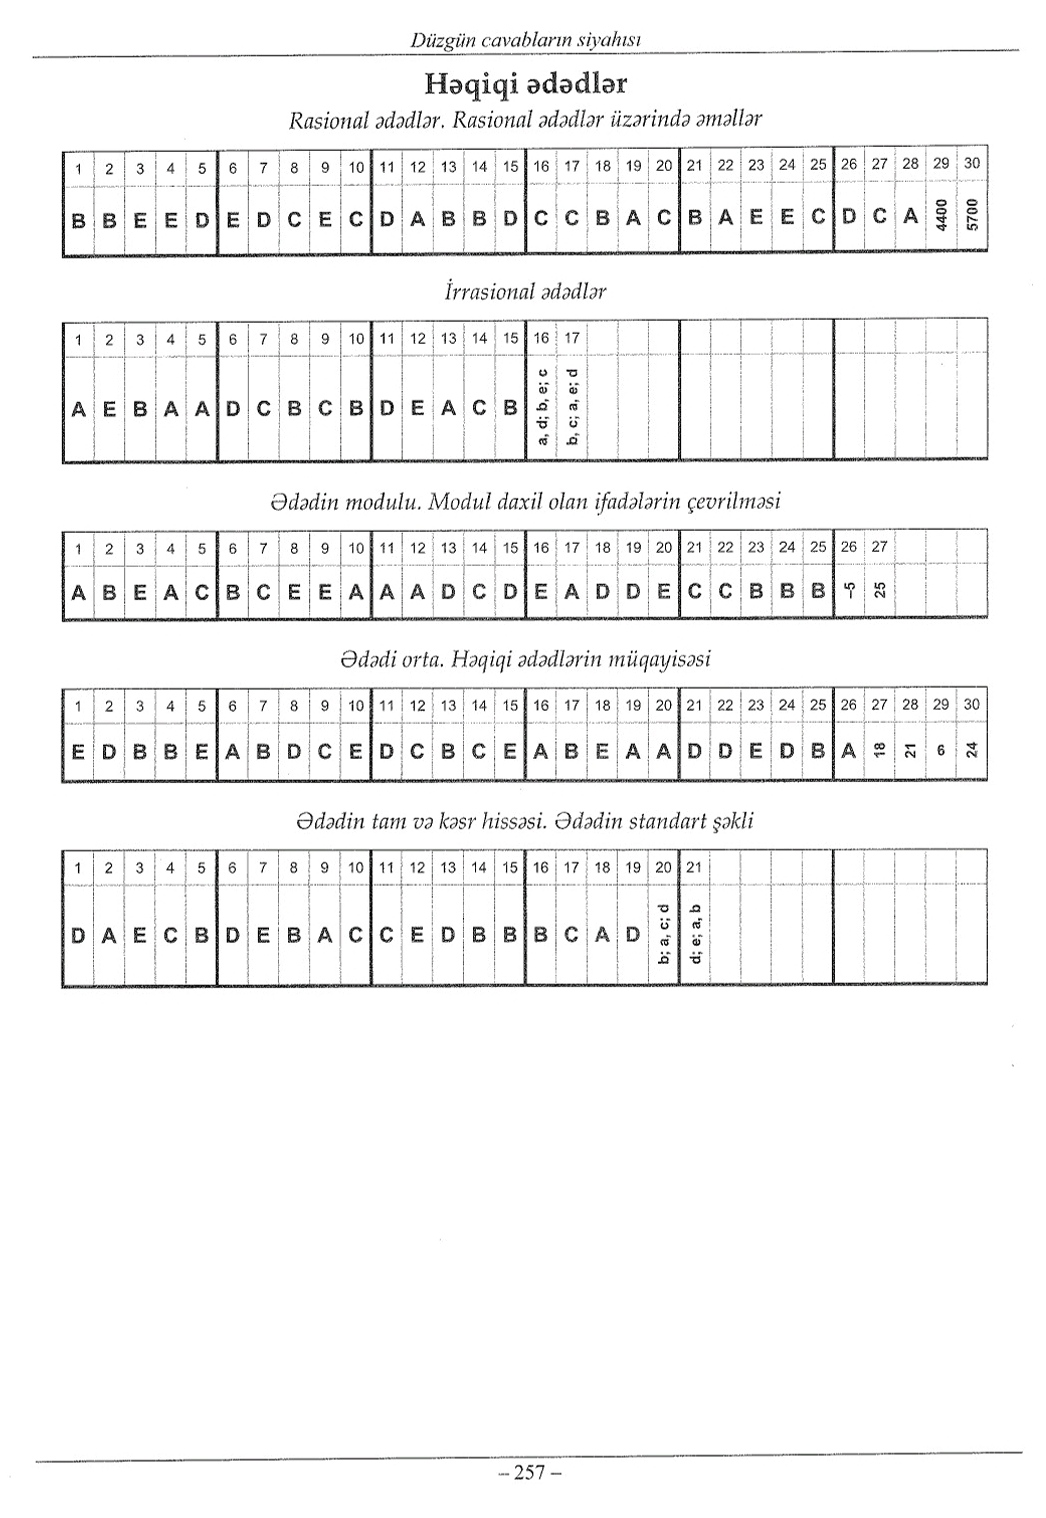 Düzgün cavabların siyahısı
Həqiqi ədədlər
Rasional ədədlər. Rasional ədədlər üzərində əməllər
1 2 3 4 5 6 7 8 9 10 11 12 13 14 15 16 17 18 19 20 21 22 23 24 25 26 27 28 29 30
B B E E D E D C E C D A B B D C C B A C B A E E C D C A 4400 5700
İrrasional ədədlər
1 2 3 4 5 6 7 8 9 10 11 12 13 14 15 16 17
A E B A A D C B C B D E A C B a, d; b, e; c b, c; a, e; d
Ədədin modulu. Modul daxil olan ifadələrin çevrilməsi
1 2 3 4 5 6 7 8 9 10 11 12 13 14 15 16 17 18 19 20 21 22 23 24 25 26 27
A B E A C B C E E A A A D C D E A D D E C C B B B –5 25
Ədədi orta. Həqiqi ədədlərin müqayisəsi
1 2 3 4 5 6 7 8 9 10 11 12 13 14 15 16 17 18 19 20 21 22 23 24 25 26 27 28 29 30
E D B B E A B D C E D C B C E A B E A A D D E D B A 18 21 6 24
Ədədin tam və kəsr hissəsi. Ədədin standart şəkli
1 2 3 4 5 6 7 8 9 10 11 12 13 14 15 16 17 18 19 20 21
D A E C B D E B A C C E D B B B C A D b; a, c; d d; e; a, b
– 257 –